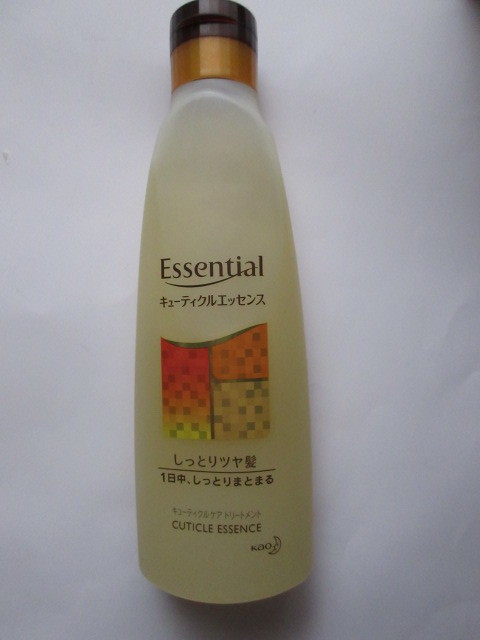 Essential
キューティクルエッセンス
しっとりツヤ髪
1日中、しっとりまとまる
キューティクルケア トリートメント
CUTICLE ESSENCE
Kao